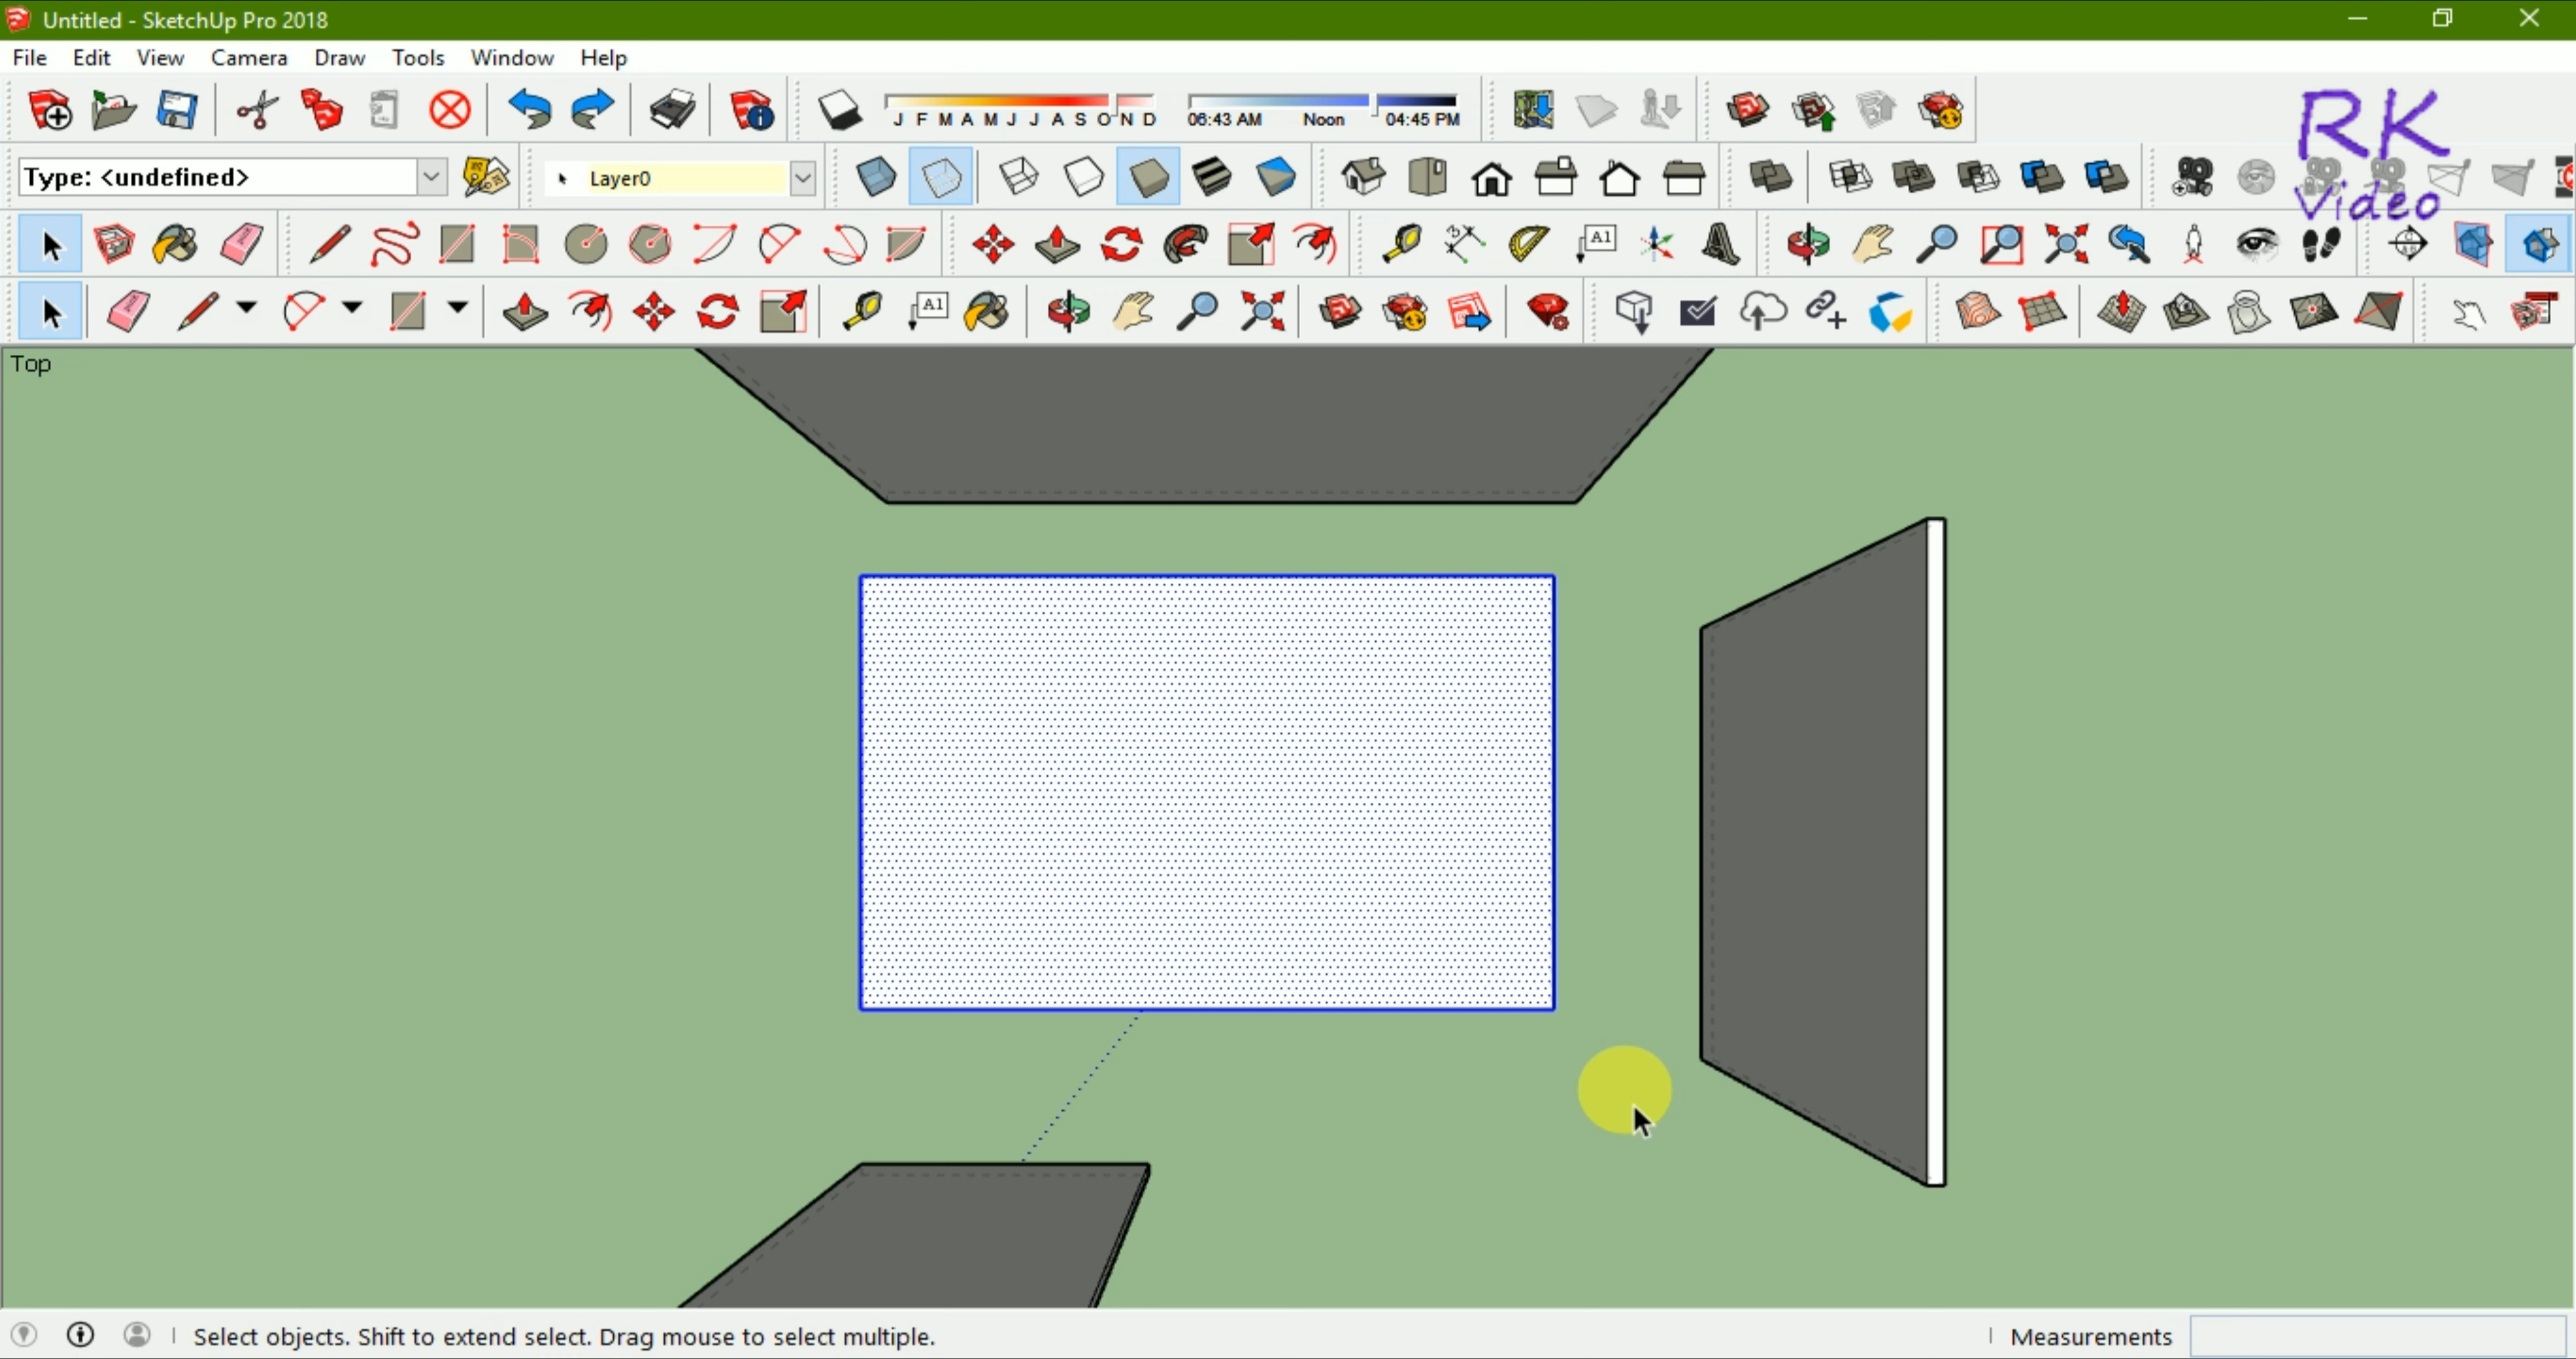 Untitled - SketchUp Pro 2018
File Edit View Camera Draw Tools Window Help
J F M A M J J A S O N D 06:43 AM Noon 04:45 PM
RK
Video
Type: <undefined> Layer0
A1
A1
Top
Select objects. Shift to extend select. Drag mouse to select multiple. Measurements